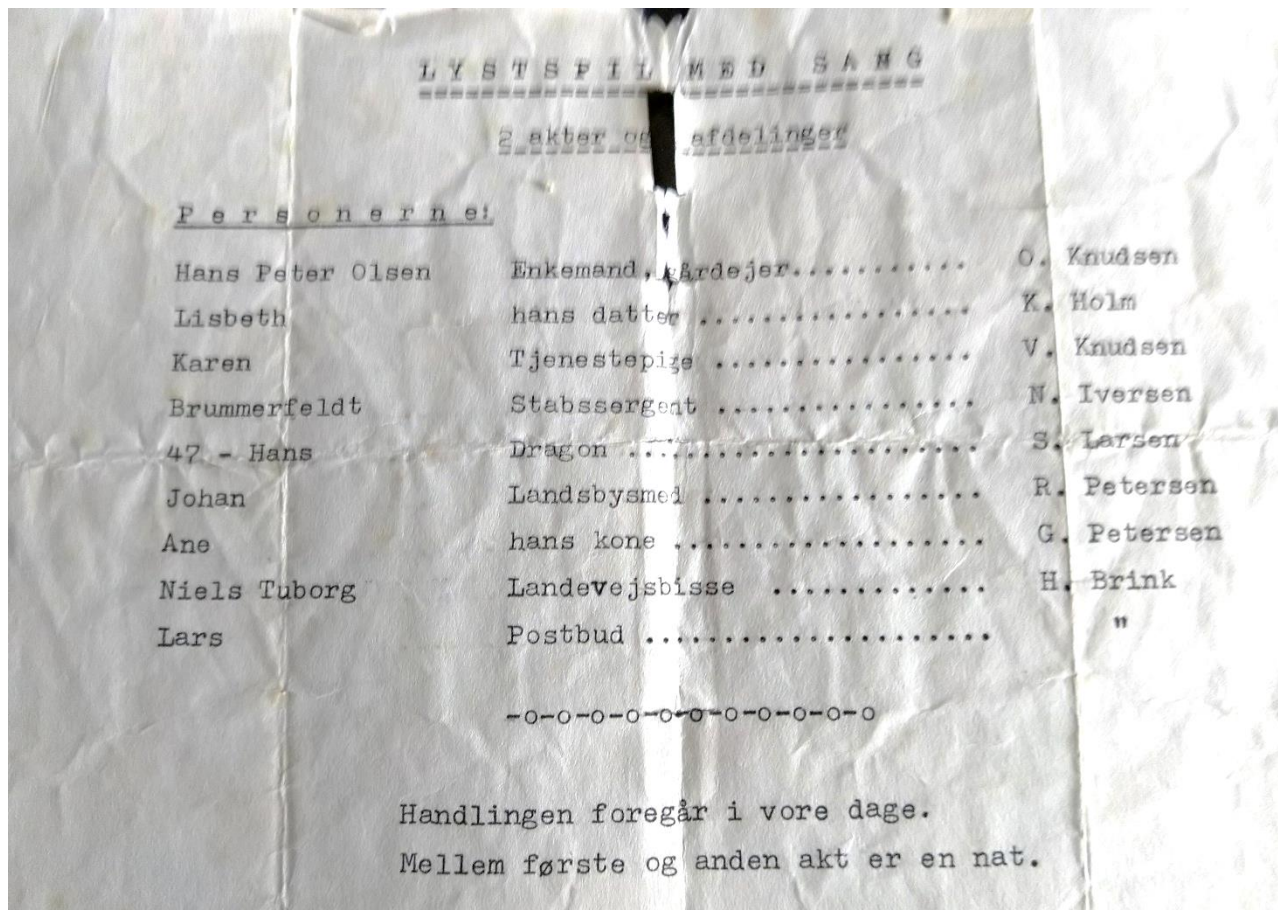 LYSTSPIL MED SANG
2 akter og afdelinger
Personerne:
Hans Peter Olsen Enkemand, gårdejer........... O. Knudsen
Lisbeth hans datter ................. K. Holm
Karen Tjenestepige ................ V. Knudsen
Brummerfeldt Stabssergent ................ N. Iversen
47 - Hans Dragon ..................... S. Larsen
Johan Landsbysmed ................. R. Petersen
Ane hans kone ................... G. Petersen
Niels Tuborg Landevejsbisse ............. H. Brink
Lars Postbud ..................... "
-o-o-o-o-o-o-o-o-o-o-o
Handlingen foregår i vore dage.
Mellem første og anden akt er en nat.